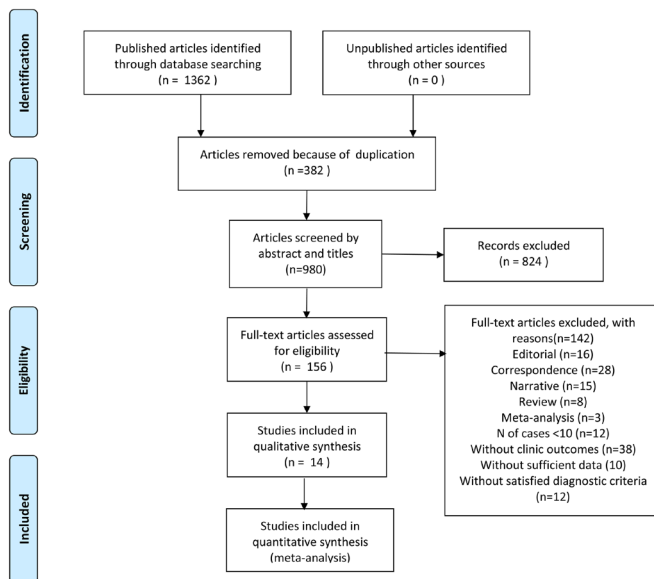 Identification
Published articles identified
through database searching
(n = 1362)
Unpublished articles identified
through other sources
(n = 0 )
Articles removed because of duplication
(n =382 )
Screening
Articles screened by
abstract and titles
(n=980)
Records excluded
(n = 824 )
Eligibility
Full-text articles assessed
for eligibility
(n = 156 )
Full-text articles excluded, with
reasons(n=142)
Editorial (n=16)
Correspondence (n=28)
Narrative (n=15)
Review (n=8)
Meta-analysis (n=3)
N of cases <10 (n=12)
Without clinic outcomes (n=38)
Without sufficient data (10)
Without satisfied diagnostic criteria
(n=12)
Studies included in
qualitative synthesis
(n = 14 )
Included
Studies included in
quantitative synthesis
(meta-analysis)